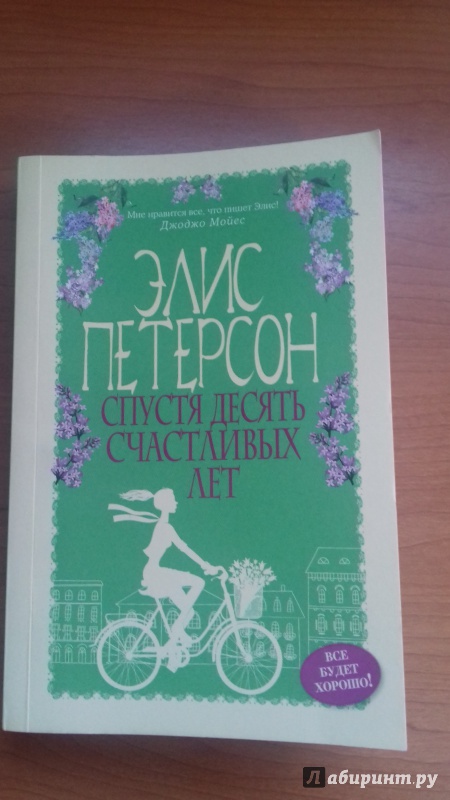 Мне нравится все, что пишет Элис!
Джоджо Мойес
ЭЛИС
ПЕТЕРСОН
СПУСТЯ ДЕСЯТЬ
СЧАСТЛИВЫХ
ЛЕТ
ВСЕ
БУДЕТ
ХОРОШО!
Лабиринт.ру